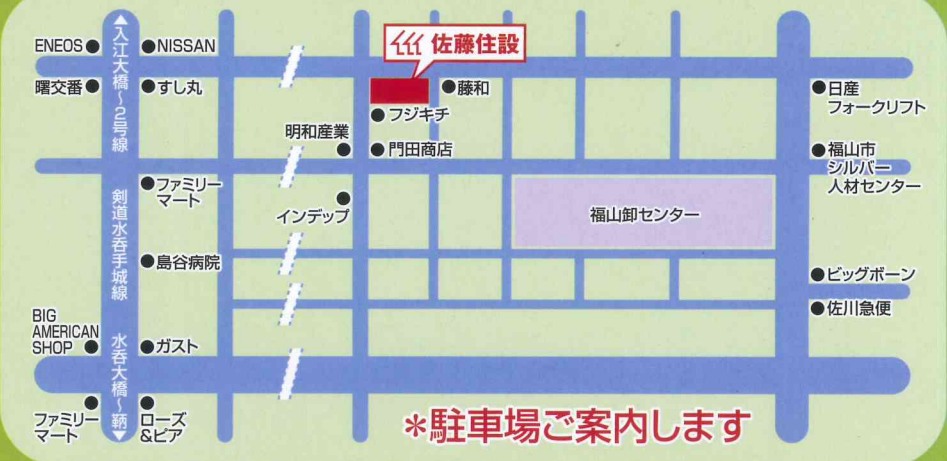 ENEOS
NISSAN
佐藤住設
曙交番
すし丸
▲入江大橋~2号線
藤和
日産
フォークリフト
フジキチ
明和産業
門田商店
福山市
シルバー
人材センター
ファミリー
マート
剣道水呑手城線
インデップ
福山卸センター
島谷病院
ビッグボーン
佐川急便
BIG
AMERICAN
SHOP
ガスト
水呑大橋~鞆▼
ファミリー
マート
ローズ
&ピア
*駐車場ご案内します